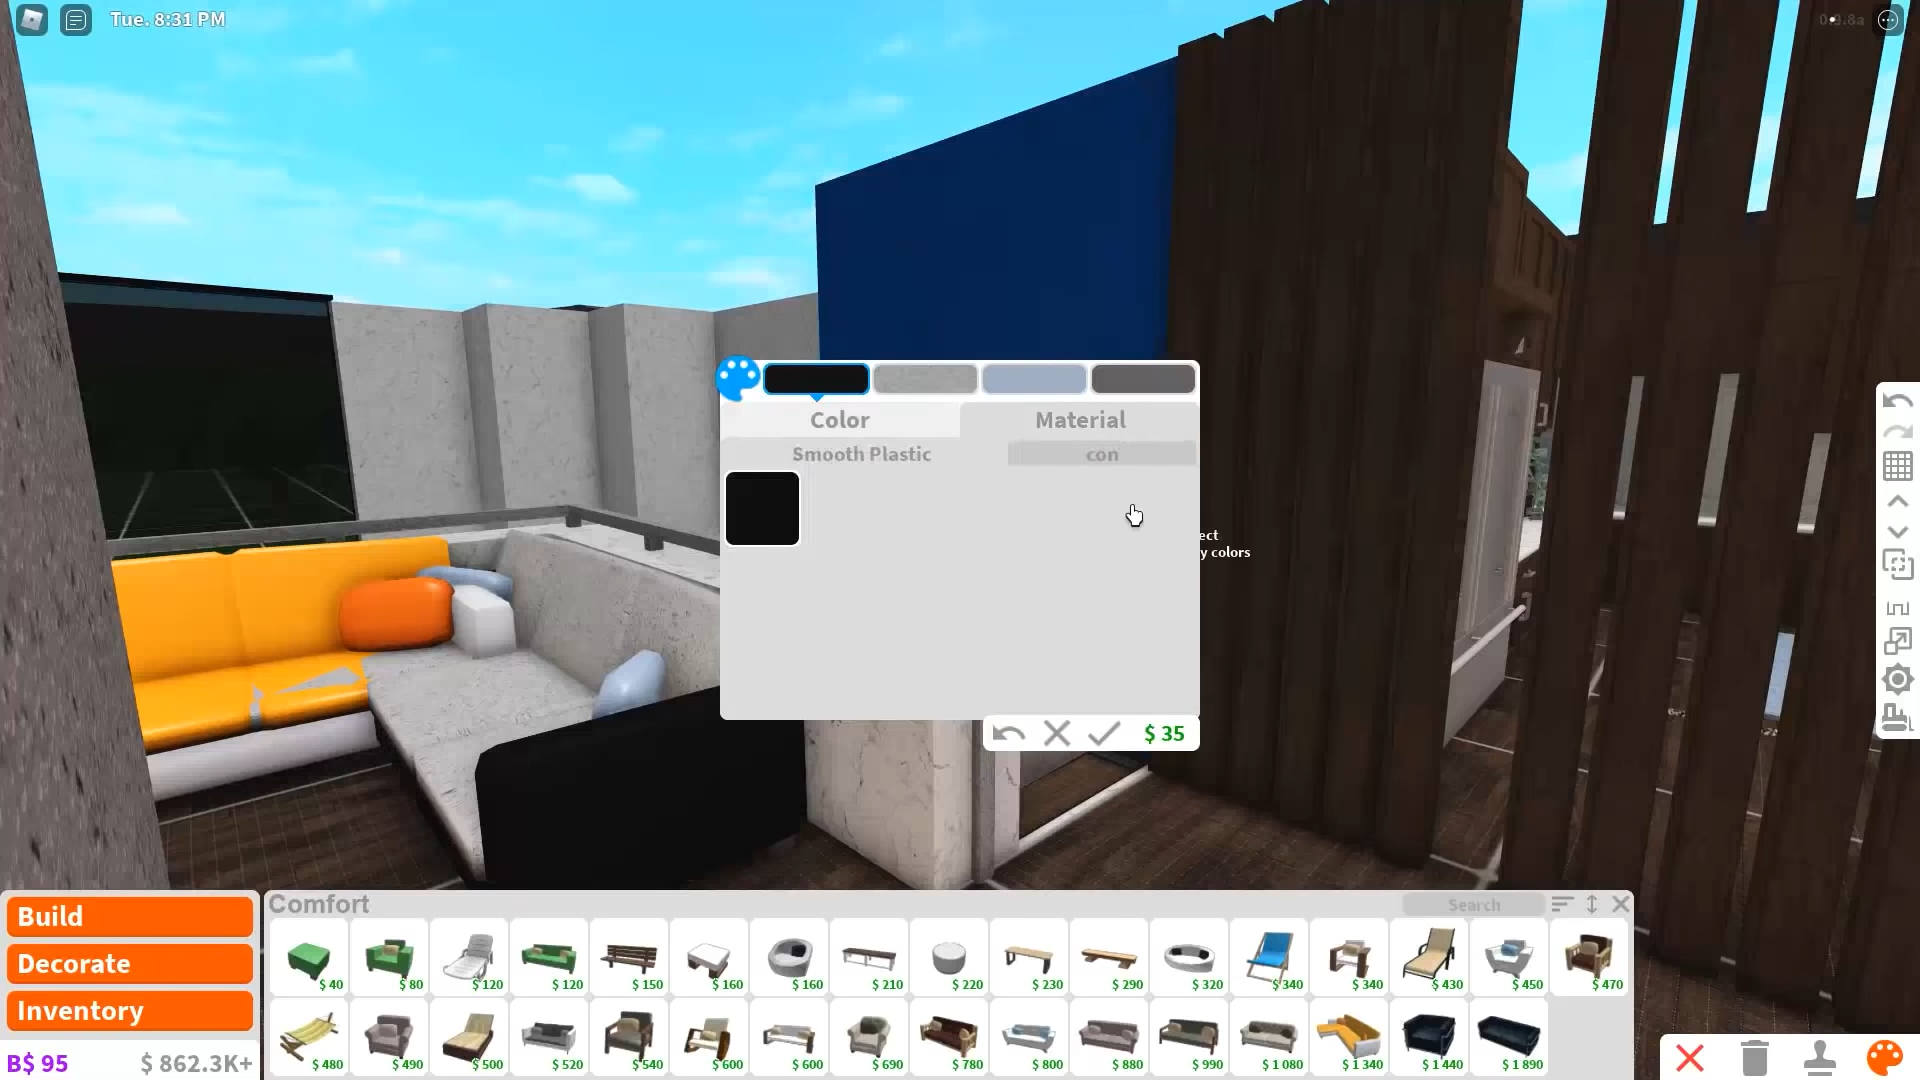 Tue. 8:31 PM
0.9.8a
Color
Material
Smooth Plastic
con
ect
y colors
$ 35
Build
Decorate
Inventory
B$ 95
$ 862.3K+
Comfort
Search
$ 40
$ 80
$ 120
$ 120
$ 150
$ 160
$ 160
$ 210
$ 220
$ 230
$ 290
$ 320
$ 340
$ 340
$ 430
$ 450
$ 470
$ 480
$ 490
$ 500
$ 520
$ 540
$ 600
$ 600
$ 690
$ 780
$ 800
$ 880
$ 990
$ 1 080
$ 1 340
$ 1 440
$ 1 890